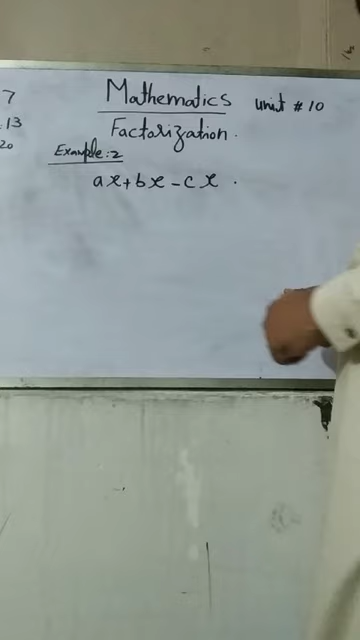 7
13
20
Mathematics unit #10
Factorization.
Example:2
ax+bx-cx.